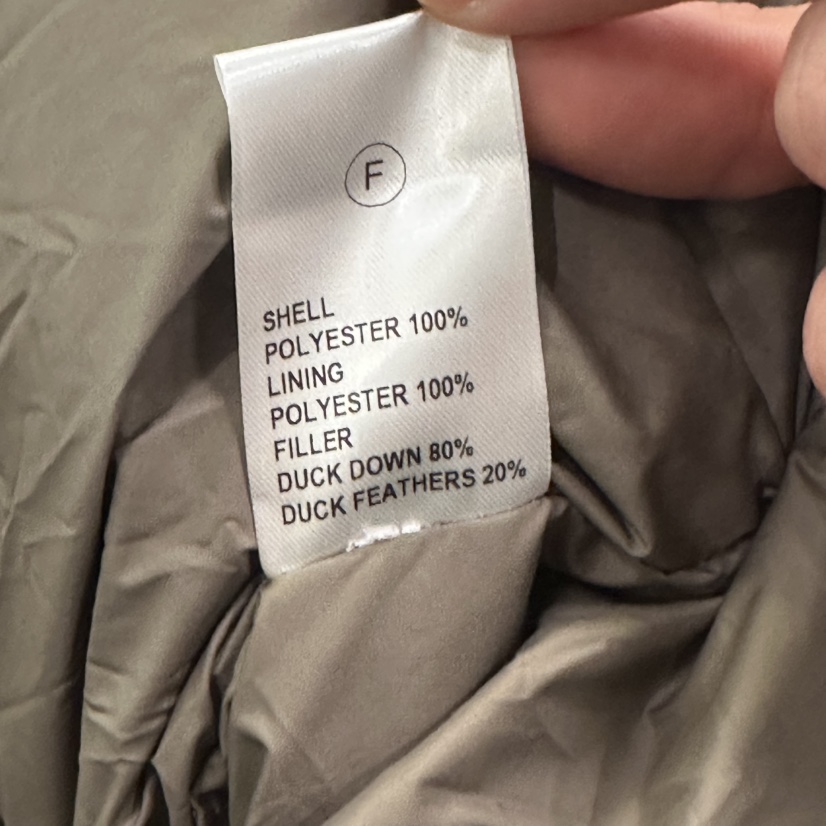 F
SHELL
POLYESTER 100%
LINING
POLYESTER 100%
FILLER
DUCK DOWN 80%
DUCK FEATHERS 20%